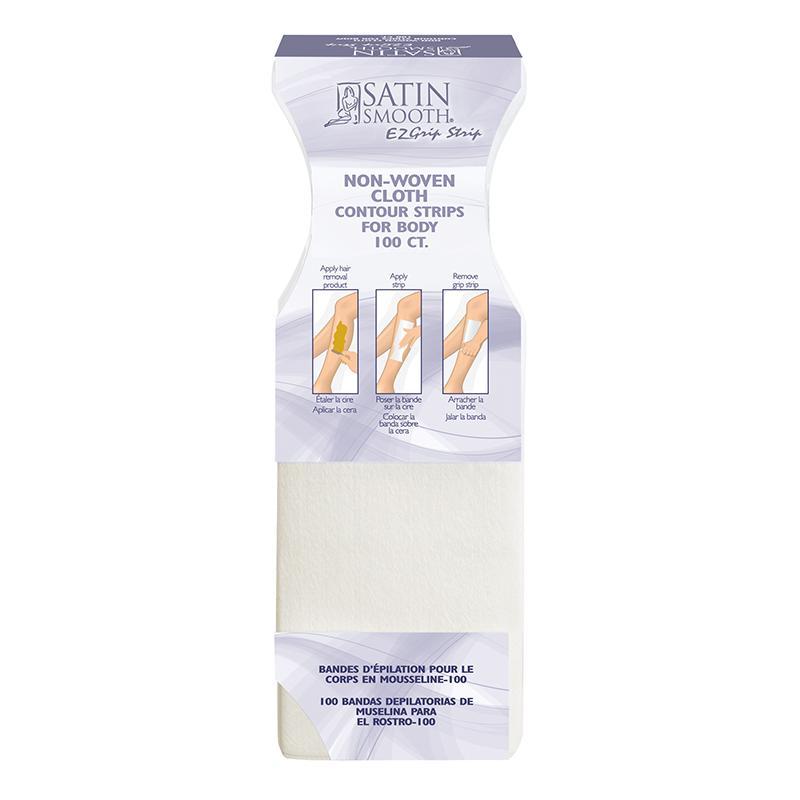 SATIN
SMOOTH®
EZGrip Strip
NON-WOVEN
CLOTH
CONTOUR STRIPS
FOR BODY
100 CT.
Apply hair
removal
product
Apply
strip
Remove
grip strip
Étaler la cire
Aplicar la cera
Poser la bande
sur la cire
Colocar la
banda sobre
la cera
Arracher la
bande
Jalar la banda
BANDES D'ÉPILATION POUR LE
CORPS EN MOUSSELINE-100
100 BANDAS DEPILATORIAS DE
MUSELINA PARA
EL ROSTRO-100